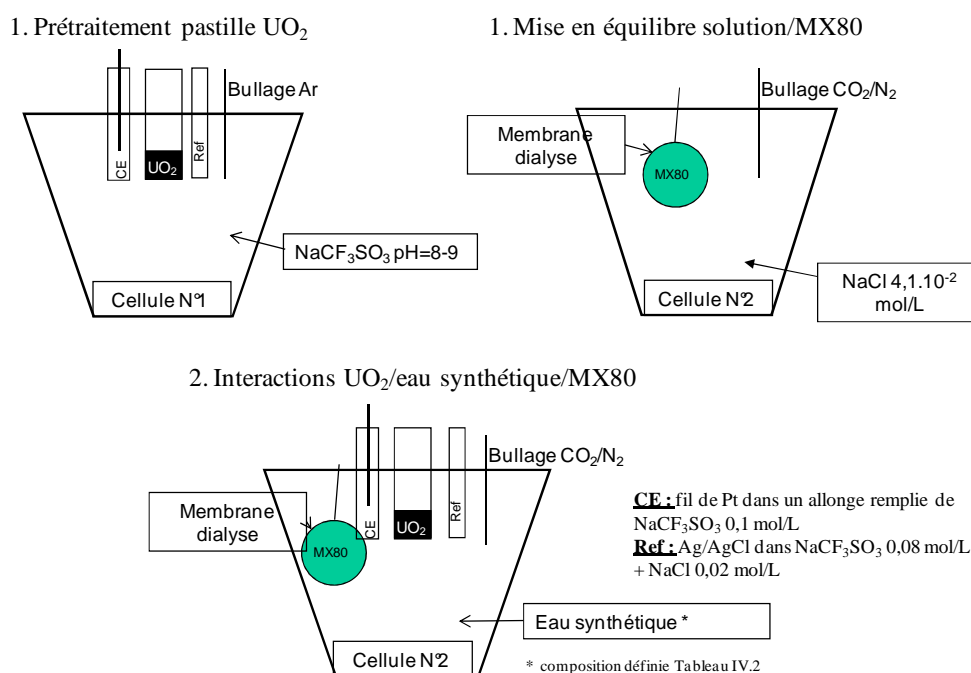 1. Prétraitement pastille UO₂
Bullage Ar
CE
UO₂
Ref
NaCF₃SO₃ pH=8-9
Cellule N°1
1. Mise en équilibre solution/MX80
Bullage CO₂/N₂
Membrane
dialyse
MX80
NaCl 4,1.10⁻²
mol/L
Cellule N°2
2. Interactions UO₂/eau synthétique/MX80
Bullage CO₂/N₂
Membrane
dialyse
MX80
CE
UO₂
Ref
CE : fil de Pt dans un allonge remplie de
NaCF₃SO₃ 0,1 mol/L
Ref : Ag/AgCl dans NaCF₃SO₃ 0,08 mol/L
+ NaCl 0,02 mol/L
Eau synthétique *
Cellule N°2
* composition définie Tableau IV.2